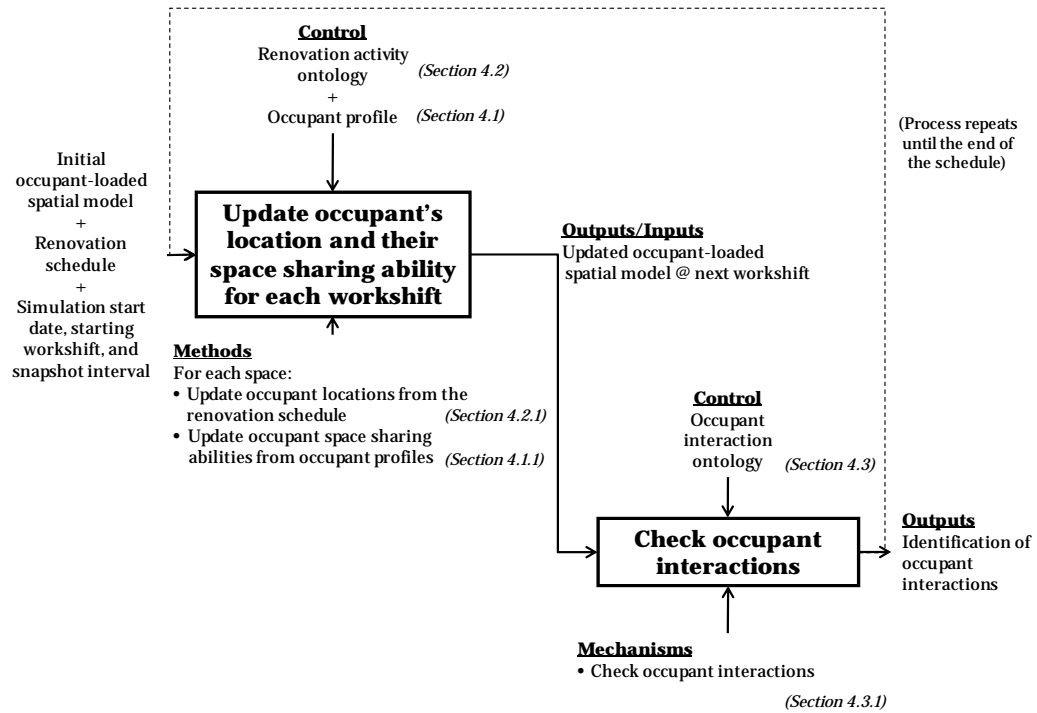 Control
Renovation activity
ontology
(Section 4.2)
+
Occupant profile
(Section 4.1)
(Process repeats
until the end of
the schedule)
Initial
occupant-loaded
spatial model
+
Renovation
schedule
+
Simulation start
date, starting
workshift, and
snapshot interval
Update occupant's
location and their
space sharing ability
for each workshift
Outputs/Inputs
Updated occupant-loaded
spatial model @ next workshift
Methods
For each space:
• Update occupant locations from the
renovation schedule
(Section 4.2.1)
• Update occupant space sharing
abilities from occupant profiles
(Section 4.1.1)
Control
Occupant
interaction
ontology
(Section 4.3)
Check occupant
interactions
Outputs
Identification of
occupant
interactions
Mechanisms
• Check occupant interactions
(Section 4.3.1)